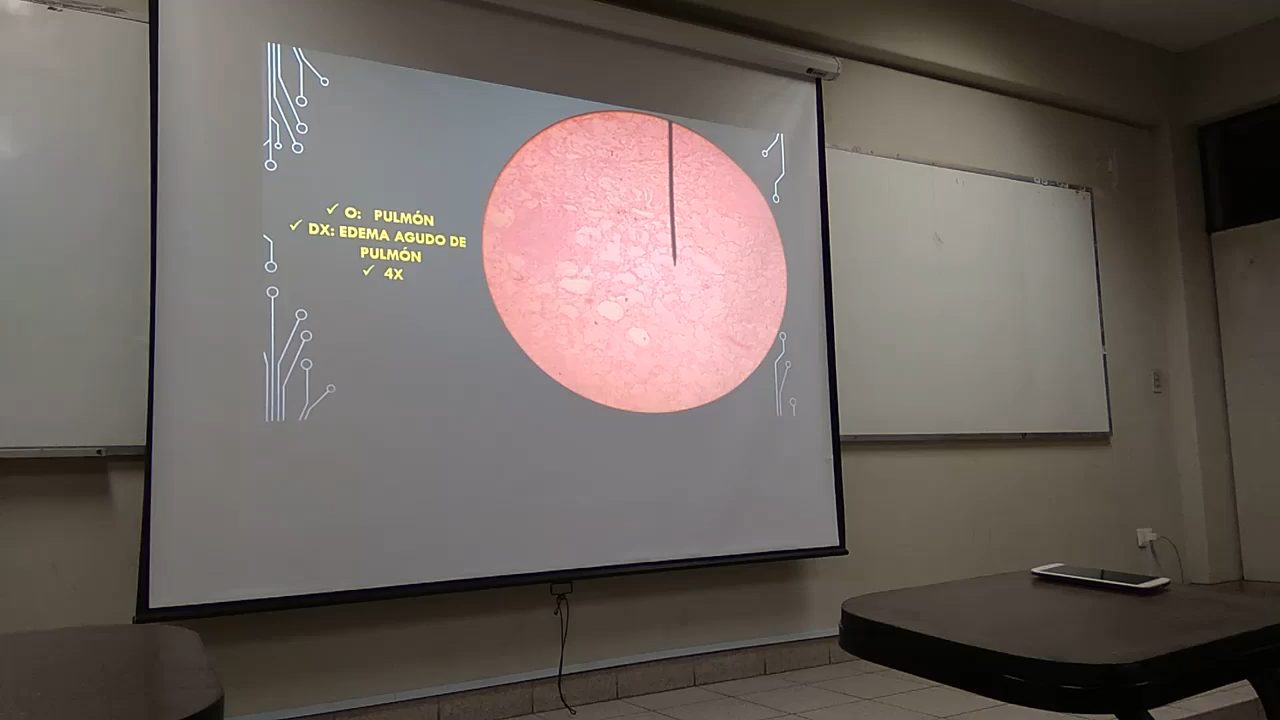 ✓ O: PULMÓN
✓ DX: EDEMA AGUDO DE
PULMÓN
✓ 4X